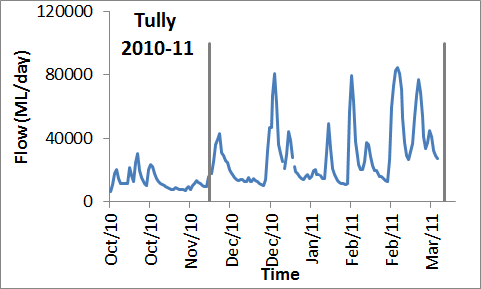 Tully
2010-11
Flow (ML/day)
120000
80000
40000
0
Oct/10
Oct/10
Nov/10
Dec/10
Dec/10
Jan/11
Feb/11
Feb/11
Mar/11
Time